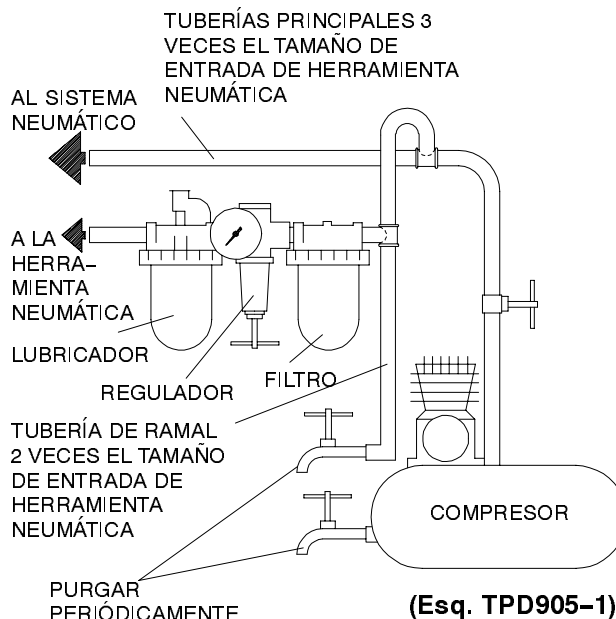 TUBERÍAS PRINCIPALES 3
VECES EL TAMAÑO DE
ENTRADA DE HERRAMIENTA
NEUMÁTICA
AL SISTEMA
NEUMÁTICO
A LA
HERRA–
MIENTA
NEUMÁTICA
LUBRICADOR
REGULADOR
FILTRO
TUBERÍA DE RAMAL
2 VECES EL TAMAÑO
DE ENTRADA DE
HERRAMIENTA
NEUMÁTICA
COMPRESOR
PURGAR
PERIÓDICAMENTE
(Esq. TPD905–1)